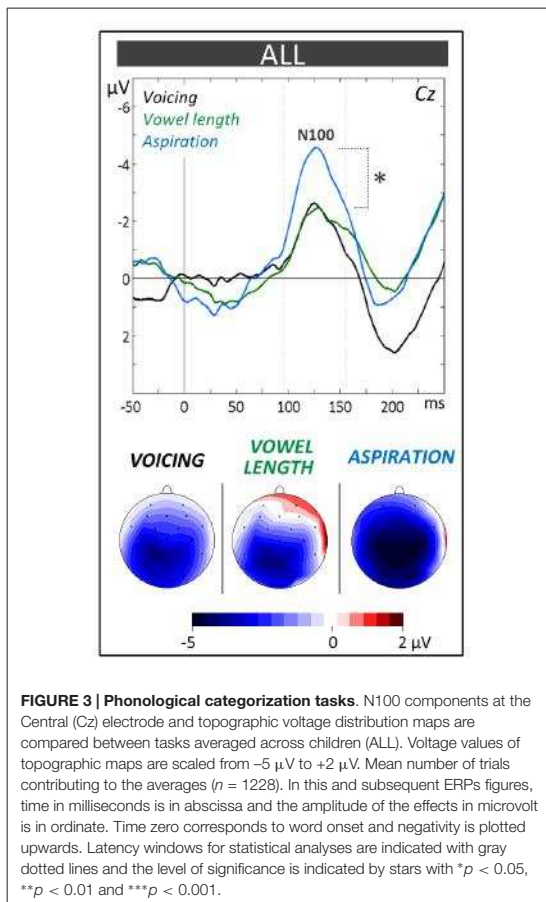 ALL
μV
-6
Voicing
Vowel length
Aspiration
Cz
N100
-4
*
-2
0
2
-50 0 50 100 150 200 ms
VOICING
VOWEL
LENGTH
ASPIRATION
-5 0 2 μV
FIGURE 3 | Phonological categorization tasks. N100 components at the
Central (Cz) electrode and topographic voltage distribution maps are
compared between tasks averaged across children (ALL). Voltage values of
topographic maps are scaled from –5 μV to +2 μV. Mean number of trials
contributing to the averages (n = 1228). In this and subsequent ERPs figures,
time in milliseconds is in abscissa and the amplitude of the effects in microvolt
is in ordinate. Time zero corresponds to word onset and negativity is plotted
upwards. Latency windows for statistical analyses are indicated with gray
dotted lines and the level of significance is indicated by stars with *p < 0.05,
**p < 0.01 and ***p < 0.001.